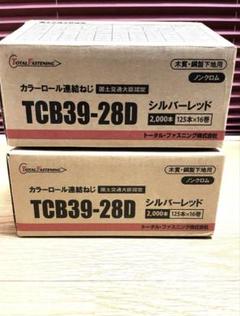 TOTAL FASTENING
木質・鋼製下地用
ノンクロム
カラーロール連結ねじ 国土交通大臣認定
TCB39-28D
シルバーレッド
2,000本 125本×16巻
トータル・ファスニング株式会社
TOTAL FASTENING
木質・鋼製下地用
ノンクロム
カラーロール連結ねじ 国土交通大臣認定
TCB39-28D
シルバーレッド
2,000本 125本×16巻
トータル・ファスニング株式会社